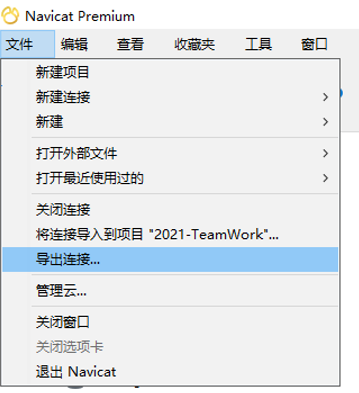 Navicat Premium
文件 编辑 查看 收藏夹 工具 窗口
新建项目
新建连接
新建
打开外部文件
打开最近使用过的
关闭连接
将连接导入到项目 "2021-TeamWork"...
导出连接...
管理云...
关闭窗口
关闭选项卡
退出 Navicat